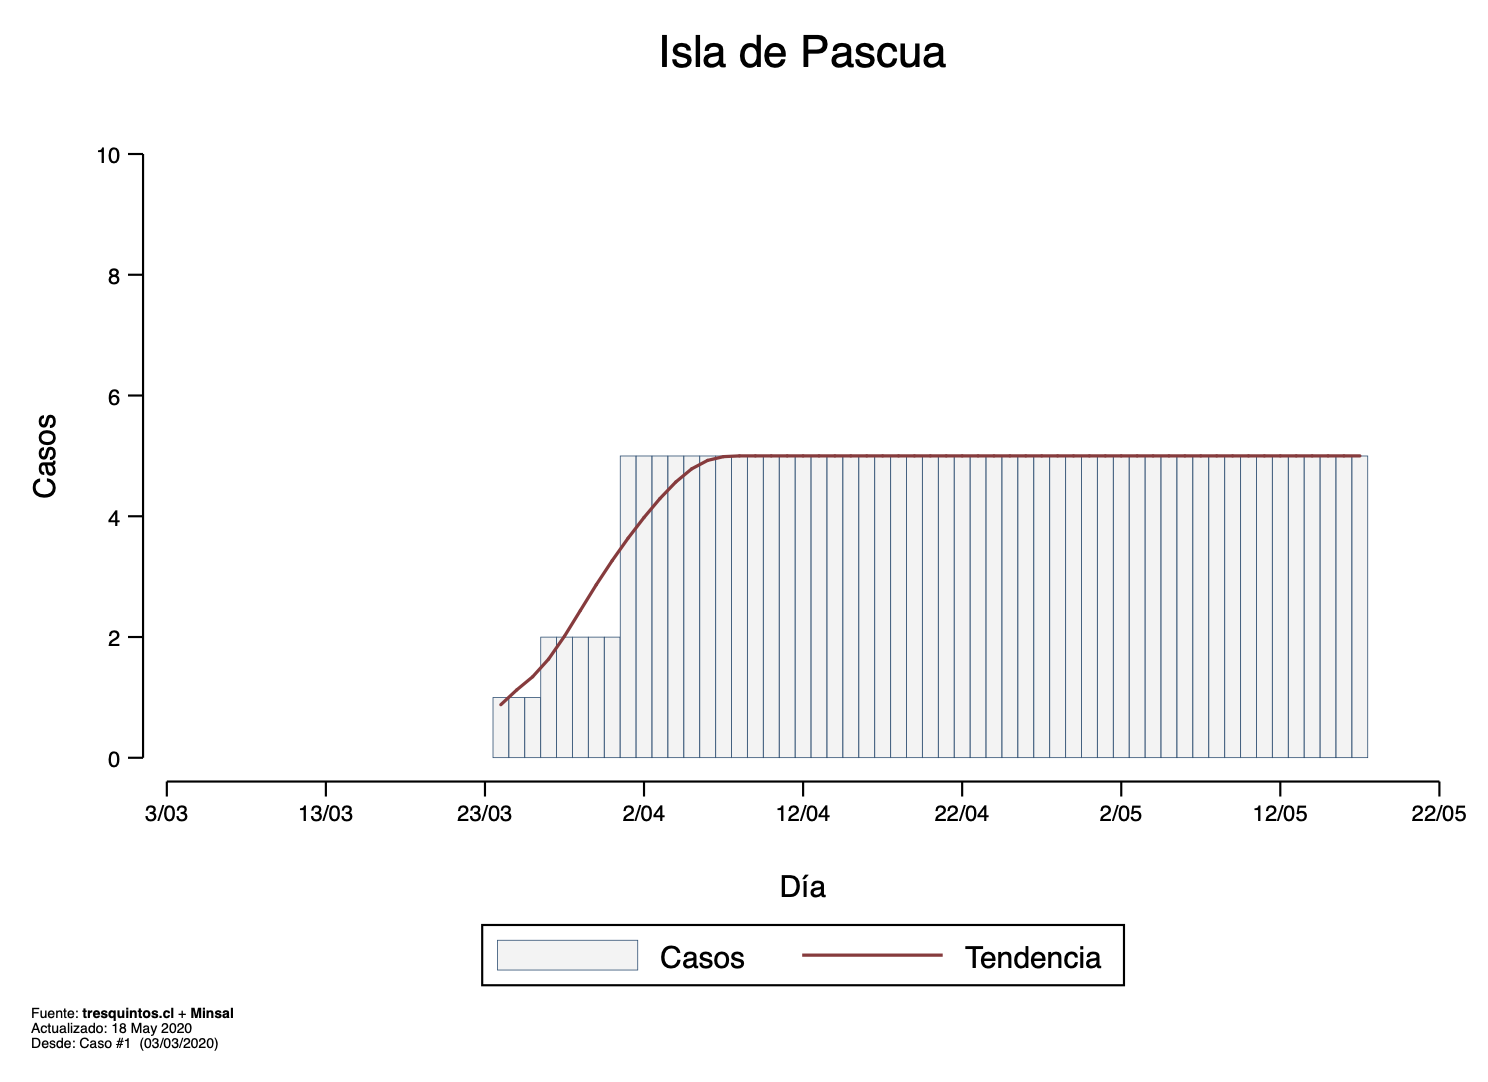 Isla de Pascua
10
8
6
4
2
0
Casos
3/03 13/03 23/03 2/04 12/04 22/04 2/05 12/05 22/05
Día
Casos Tendencia
Fuente: tresquintos.cl + Minsal
Actualizado: 18 May 2020
Desde: Caso #1 (03/03/2020)